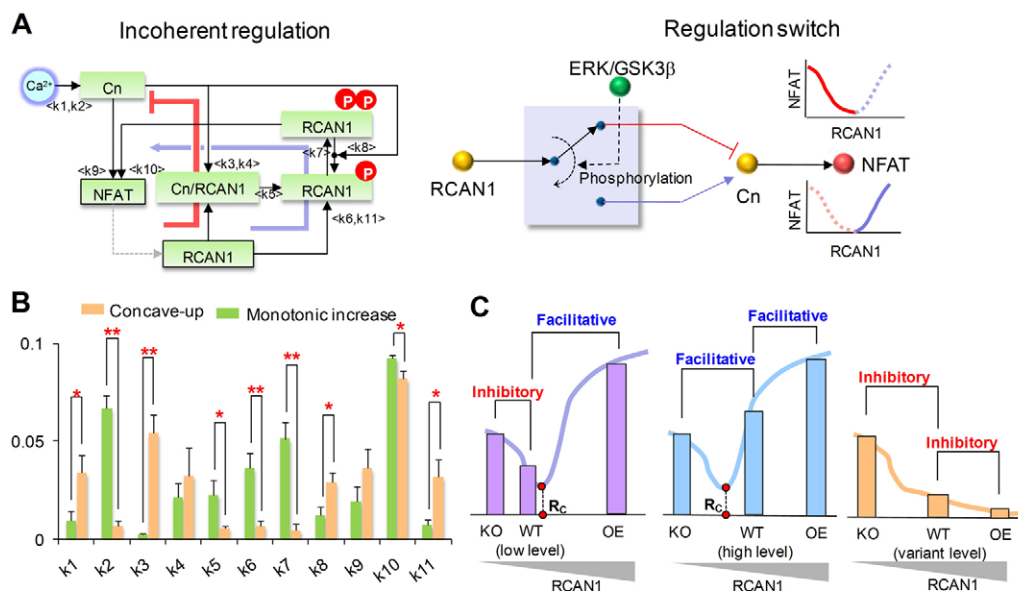 A
Incoherent regulation
Regulation switch
Ca2+
Cn
<k1,k2>
P P
RCAN1
<k7>
<k8>
<k9>
<k10>
<k3,k4>
P
NFAT
Cn/RCAN1
<k5>
RCAN1
<k6,k11>
RCAN1
ERK/GSK3β
RCAN1
Phosphorylation
Cn
NFAT
NFAT
RCAN1
NFAT
RCAN1
B
Concave-up
Monotonic increase
0.1
0.05
0
* ** ** * ** ** * * *
k1 k2 k3 k4 k5 k6 k7 k8 k9 k10 k11
C
Facilitative
Inhibitory
RC
KO WT OE
(low level)
RCAN1
Facilitative
Facilitative
RC
KO WT OE
(high level)
RCAN1
Inhibitory
Inhibitory
KO WT OE
(variant level)
RCAN1